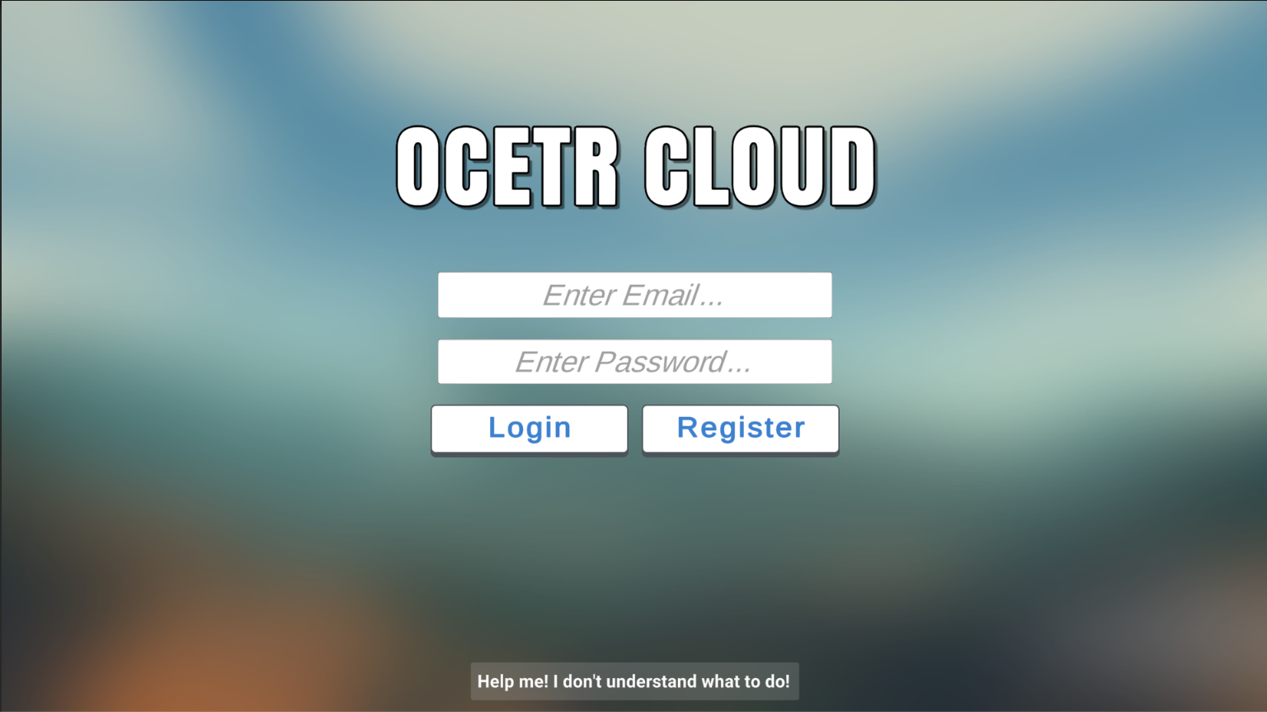 OCETR CLOUD
Enter Email...
Enter Password...
Login Register
Help me! I don't understand what to do!